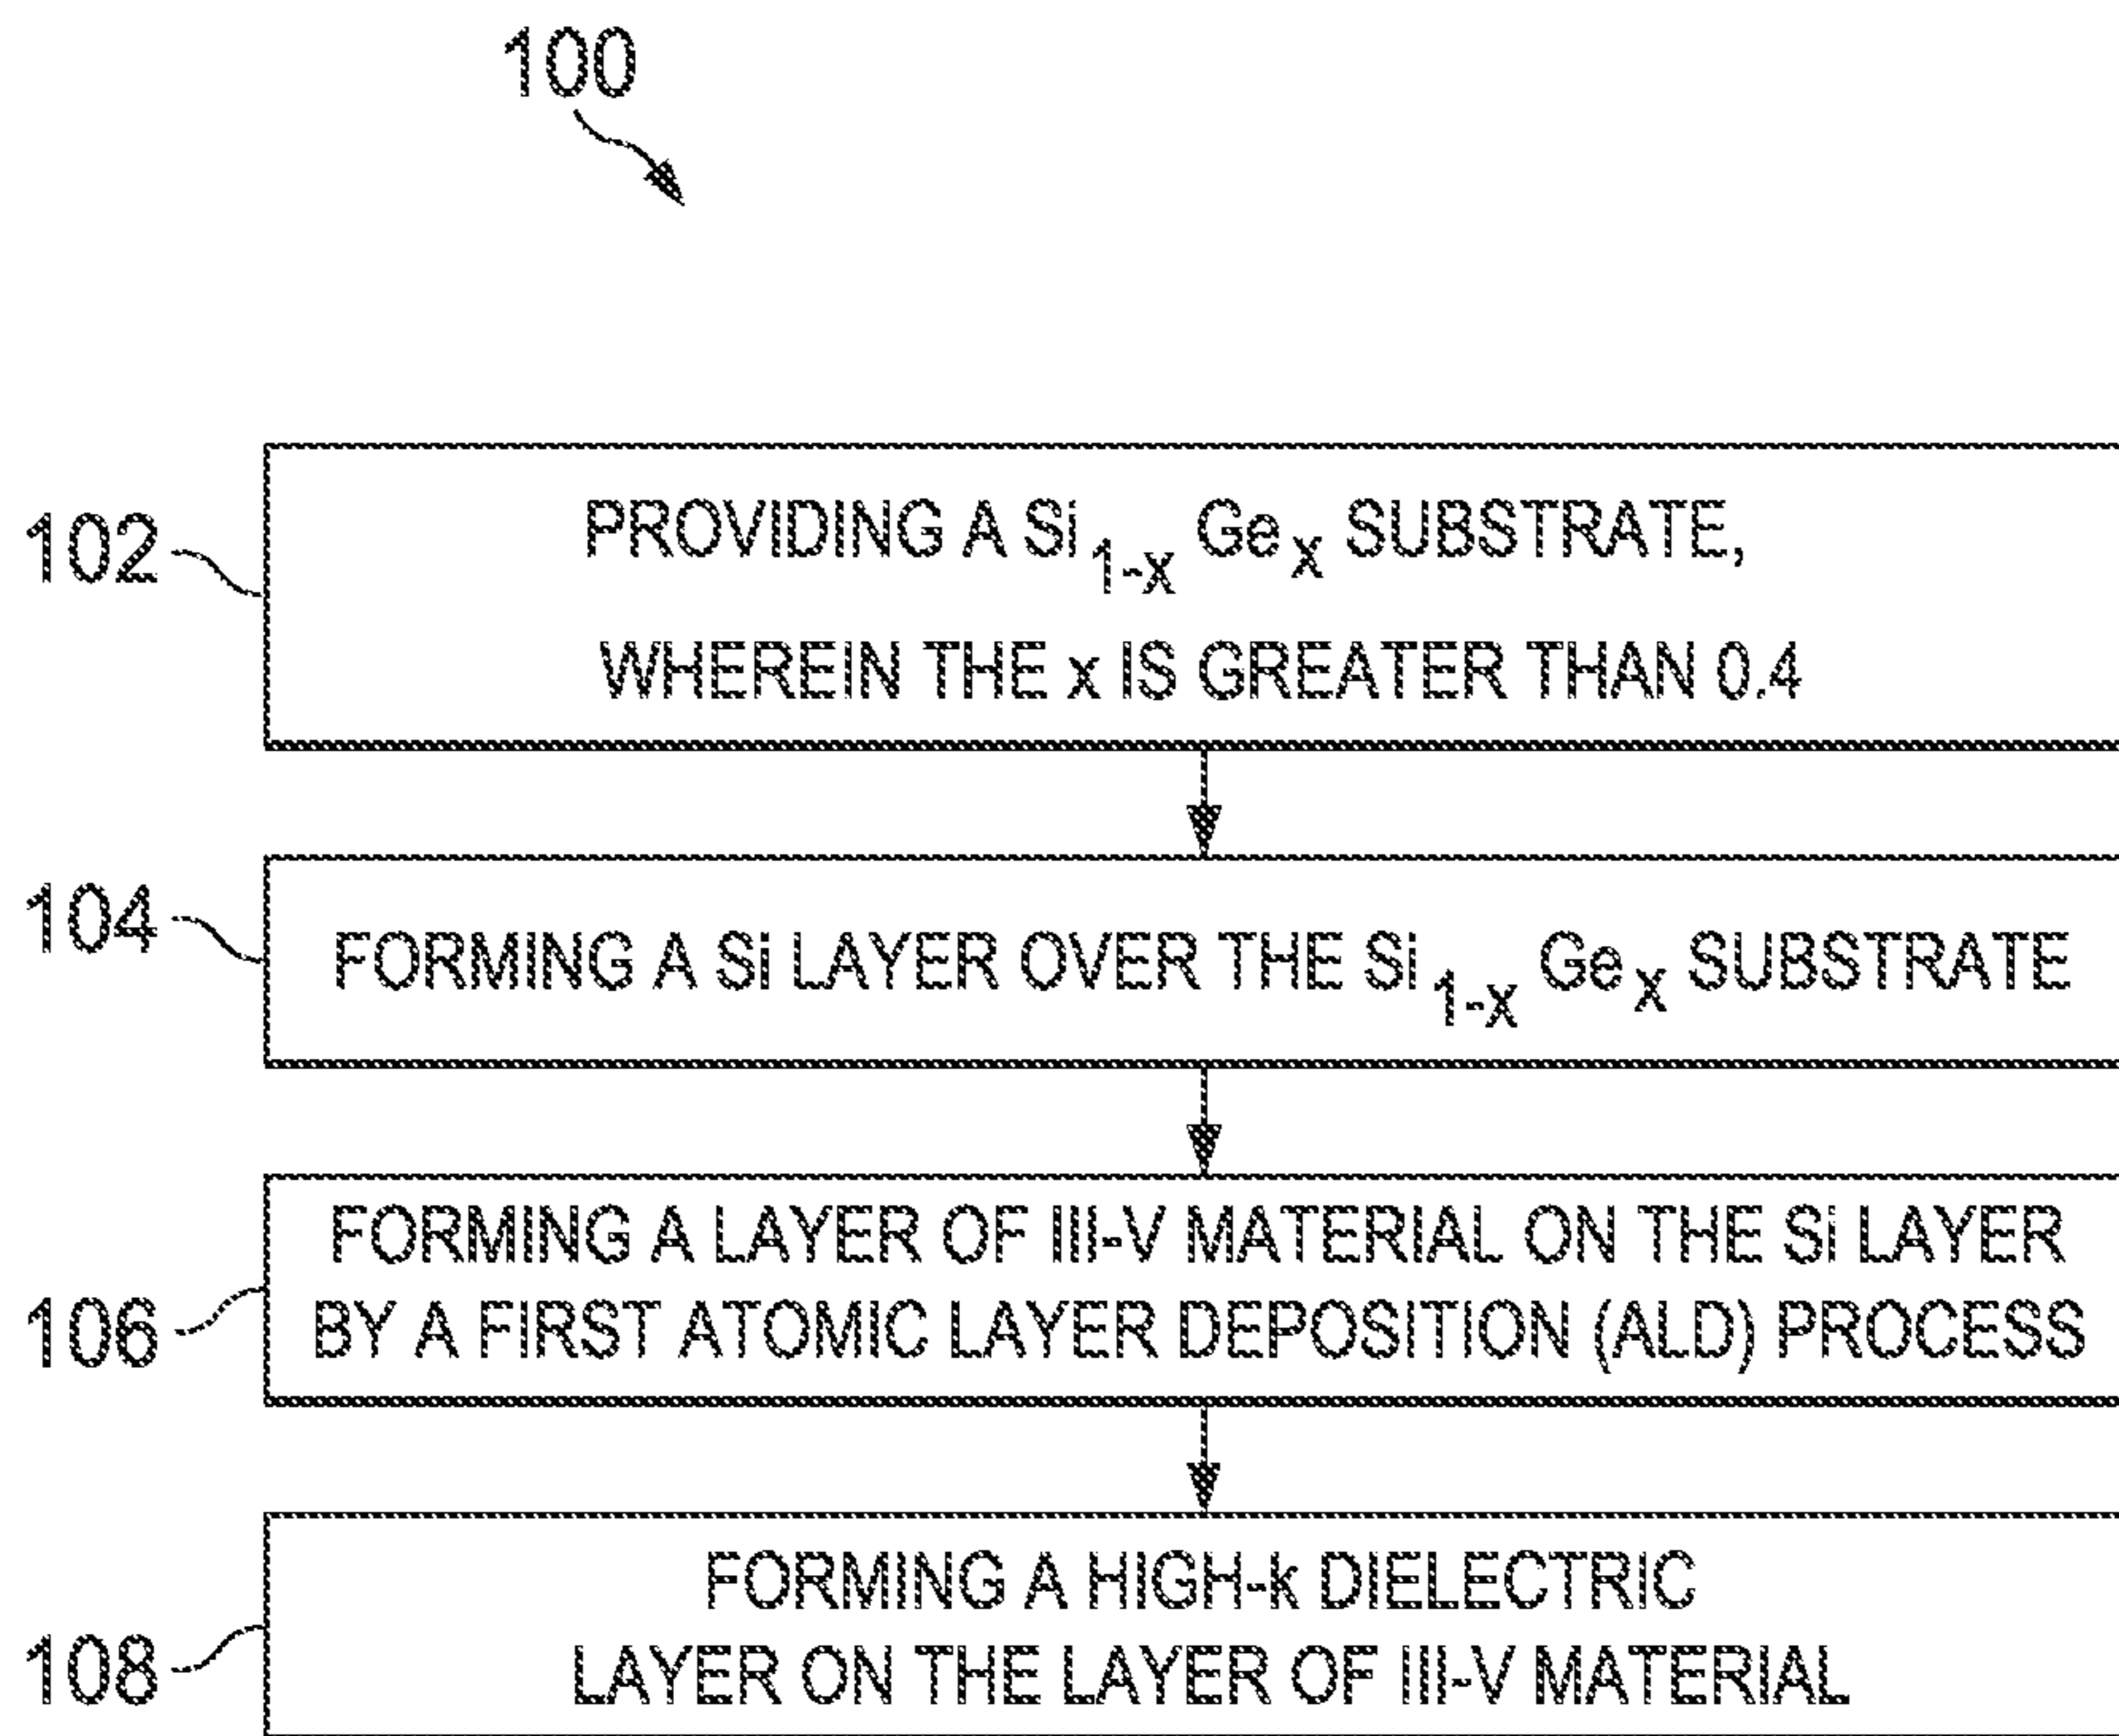 100
102
PROVIDING A Si1-x Gex SUBSTRATE,
WHEREIN THE x IS GREATER THAN 0.4
104
FORMING A Si LAYER OVER THE Si1-x Gex SUBSTRATE
106
FORMING A LAYER OF III-V MATERIAL ON THE Si LAYER
BY A FIRST ATOMIC LAYER DEPOSITION (ALD) PROCESS
108
FORMING A HIGH-k DIELECTRIC
LAYER ON THE LAYER OF III-V MATERIAL